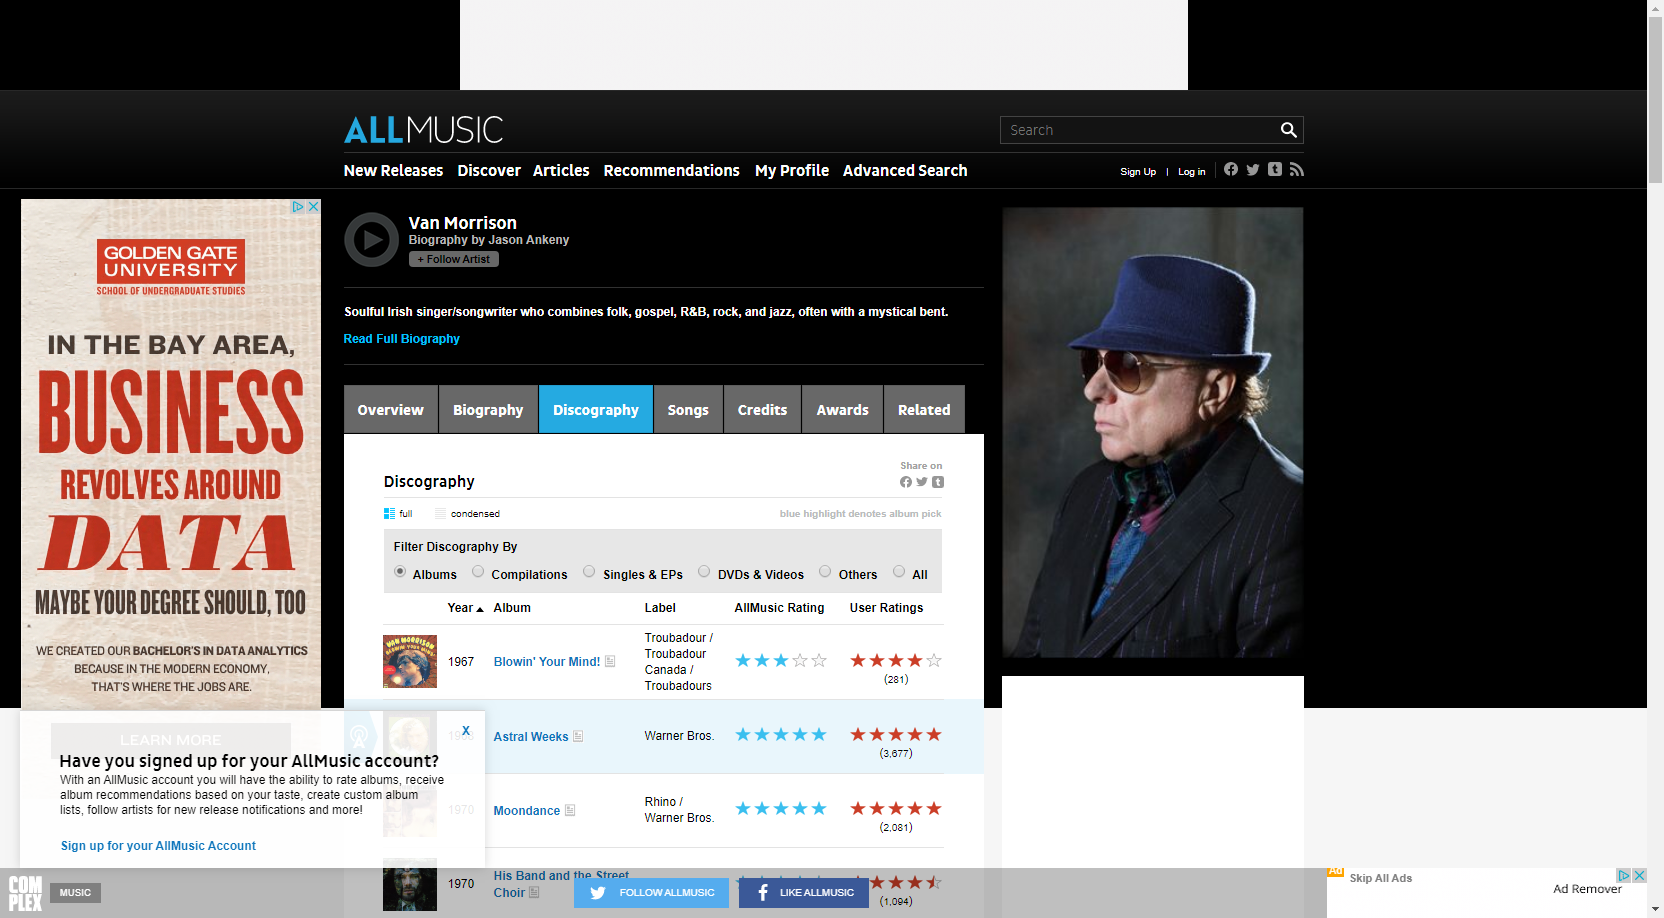 ALLMUSIC
Search
New Releases Discover Articles Recommendations My Profile Advanced Search
Sign Up | Log in
GOLDEN GATE
UNIVERSITY
SCHOOL OF UNDERGRADUATE STUDIES
IN THE BAY AREA,
BUSINESS
REVOLVES AROUND
DATA
MAYBE YOUR DEGREE SHOULD, TOO
WE CREATED OUR BACHELOR'S IN DATA ANALYTICS
BECAUSE IN THE MODERN ECONOMY,
THAT'S WHERE THE JOBS ARE.
LEARN MORE
Van Morrison
Biography by Jason Ankeny
+ Follow Artist
Soulful Irish singer/songwriter who combines folk, gospel, R&B, rock, and jazz, often with a mystical bent.
Read Full Biography
Overview Biography Discography Songs Credits Awards Related
Share on
Discography
full condensed blue highlight denotes album pick
Filter Discography By
Albums Compilations Singles & EPs DVDs & Videos Others All
Year Album Label AllMusic Rating User Ratings
VAN MORRISON
BLOWIN' YOUR MIND!
1967 Blowin' Your Mind! Troubadour /
Troubadour
Canada /
Troubadours
(281)
Astral Weeks Warner Bros.
(3,677)
1970 Moondance Rhino /
Warner Bros.
(2,081)
1970 His Band and the Street
Choir
(1,094)
X
Have you signed up for your AllMusic account?
With an AllMusic account you will have the ability to rate albums, receive
album recommendations based on your taste, create custom album
lists, follow artists for new release notifications and more!
Sign up for your AllMusic Account
COMPLEX
MUSIC
FOLLOW ALLMUSIC
LIKE ALLMUSIC
Ad
Skip All Ads
Ad Remover